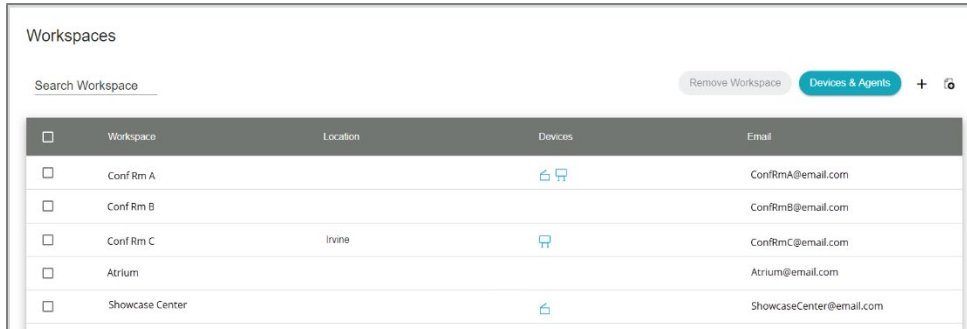 Workspaces
Search Workspace
Remove Workspace Devices & Agents
Workspace Location Devices Email
Conf Rm A ConfRmA@email.com
Conf Rm B ConfRmB@email.com
Conf Rm C Irvine ConfRmC@email.com
Atrium Atrium@email.com
Showcase Center ShowcaseCenter@email.com